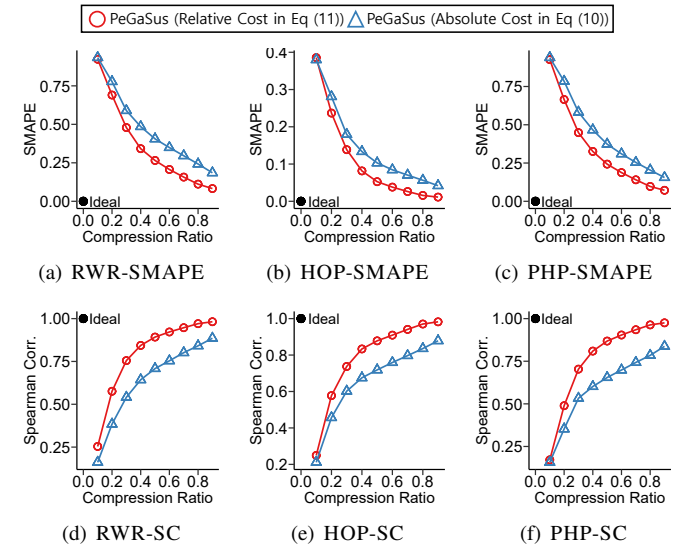 PeGaSus (Relative Cost in Eq (11)) PeGaSus (Absolute Cost in Eq (10))
SMAPE
0.75
0.50
0.25
0.00
Ideal
0.0 0.2 0.4 0.6 0.8
Compression Ratio
(a) RWR-SMAPE
SMAPE
0.4
0.3
0.2
0.1
0.0
Ideal
0.0 0.2 0.4 0.6 0.8
Compression Ratio
(b) HOP-SMAPE
SMAPE
0.75
0.50
0.25
0.00
Ideal
0.0 0.2 0.4 0.6 0.8
Compression Ratio
(c) PHP-SMAPE
Spearman Corr.
1.00
0.75
0.50
0.25
Ideal
0.0 0.2 0.4 0.6 0.8
Compression Ratio
(d) RWR-SC
Spearman Corr.
1.0
0.8
0.6
0.4
0.2
Ideal
0.0 0.2 0.4 0.6 0.8
Compression Ratio
(e) HOP-SC
Spearman Corr.
1.00
0.75
0.50
0.25
Ideal
0.0 0.2 0.4 0.6 0.8
Compression Ratio
(f) PHP-SC